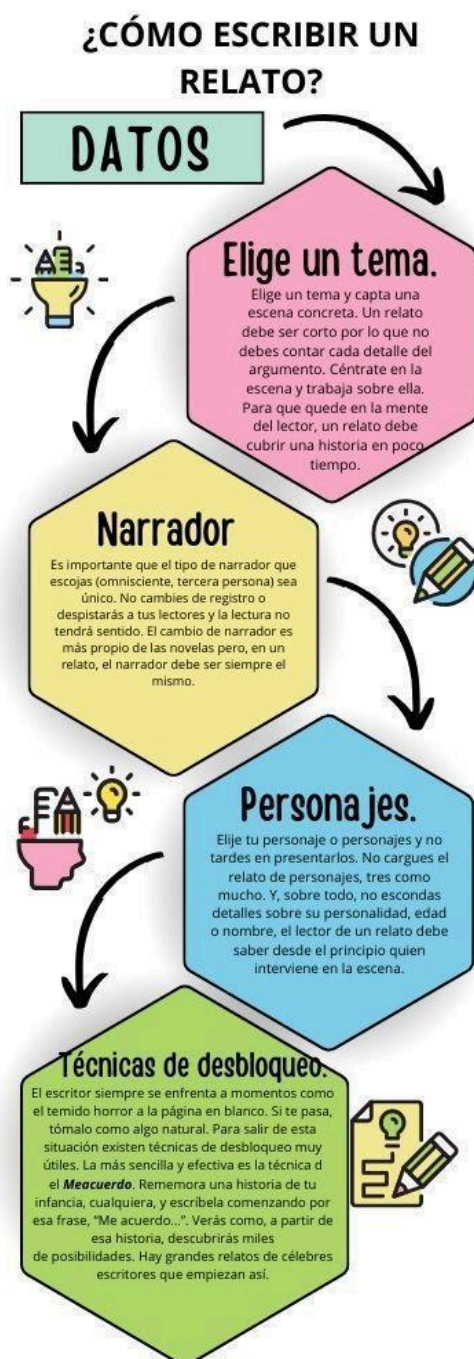 ¿CÓMO ESCRIBIR UN
RELATO?
DATOS
Elige un tema.
Elige un tema y capta una
escena concreta. Un relato
debe ser corto por lo que no
debes contar cada detalle del
argumento. Céntrate en la
escena y trabaja sobre ella.
Para que quede en la mente
del lector, un relato debe
cubrir una historia en poco
tiempo.
Narrador
Es importante que el tipo de narrador que
escojas (omnisciente, tercera persona) sea
único. No cambies de registro o
despistarás a tus lectores y la lectura no
tendrá sentido. El cambio de narrador es
más propio de las novelas pero, en un
relato, el narrador debe ser siempre el
mismo.
Personajes.
Elije tu personaje o personajes y no
tardes en presentarlos. No cargues el
relato de personajes, tres como
mucho. Y, sobre todo, no escondas
detalles sobre su personalidad, edad
o nombre, el lector de un relato debe
saber desde el principio quien
interviene en la escena.
Técnicas de desbloqueo.
El escritor siempre se enfrenta a momentos como
el temido horror a la página en blanco. Si te pasa,
tómalo como algo natural. Para salir de esta
situación existen técnicas de desbloqueo muy
útiles. La más sencilla y efectiva es la técnica d
el Meacuerdo. Rememora una historia de tu
infancia, cualquiera, y escríbela comenzando por
esa frase, “Me acuerdo...”. Verás como, a partir de
esa historia, descubrirás miles
de posibilidades. Hay grandes relatos de célebres
escritores que empiezan así.